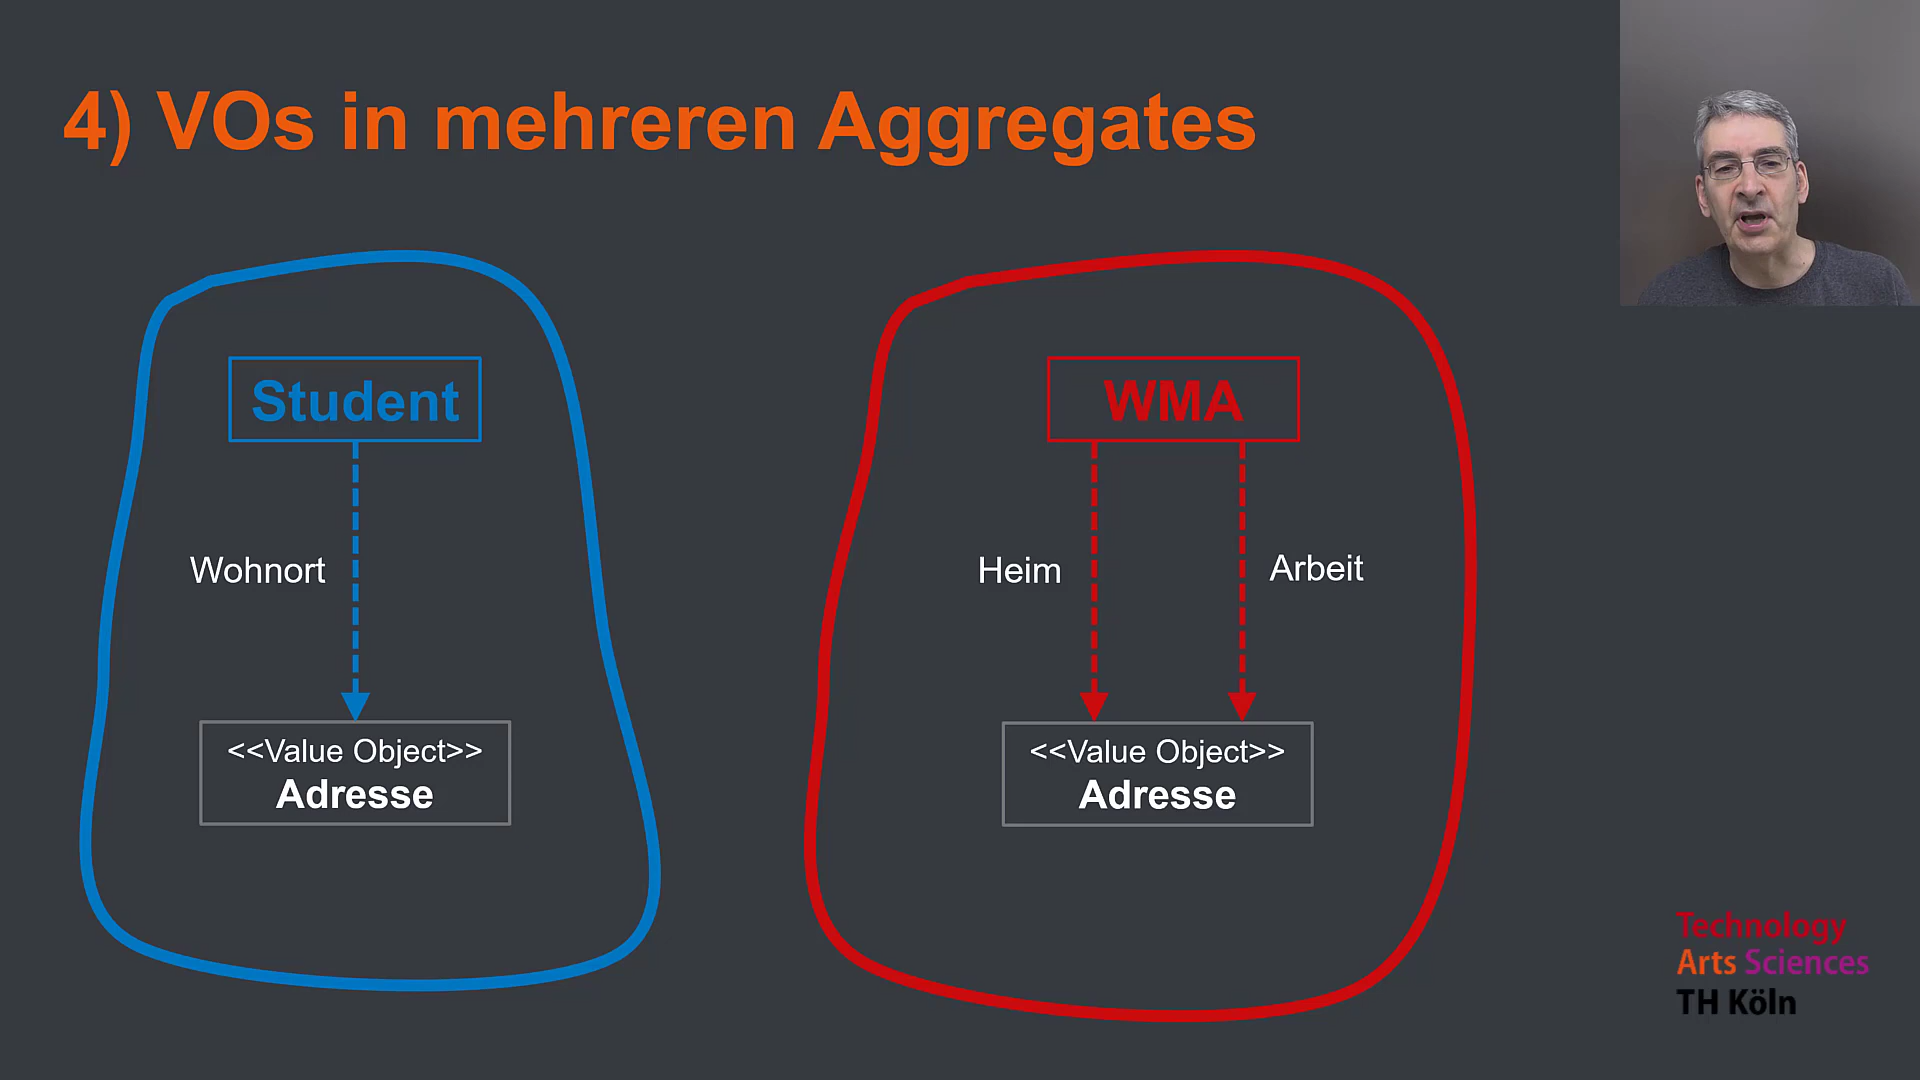 4) VOs in mehreren Aggregates
Student
Wohnort
<<Value Object>>
Adresse
WMA
Heim
Arbeit
<<Value Object>>
Adresse
Technology
Arts Sciences
TH Köln